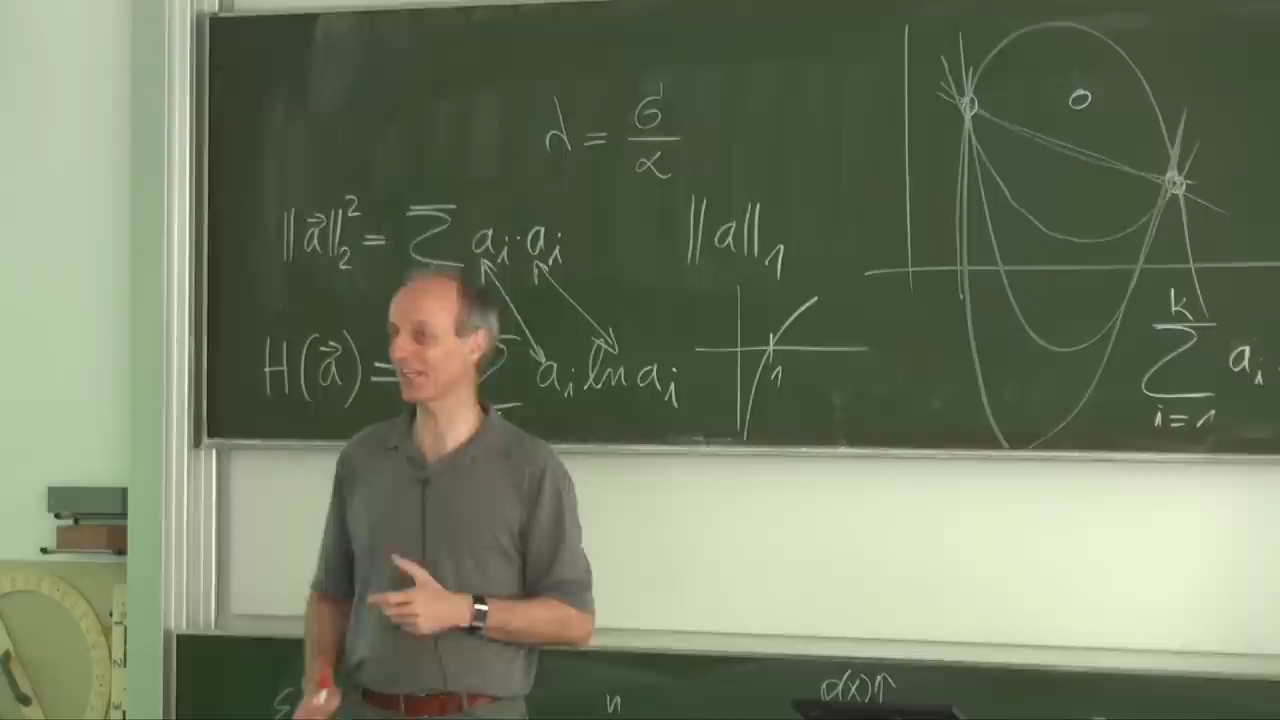 λ = σ/α
‖a⃗‖₂² = ∑ aᵢ·aᵢ
‖a‖₁
H(a⃗) = ∑ aᵢ ln aᵢ
1
k
∑ aᵢ
i=1
n